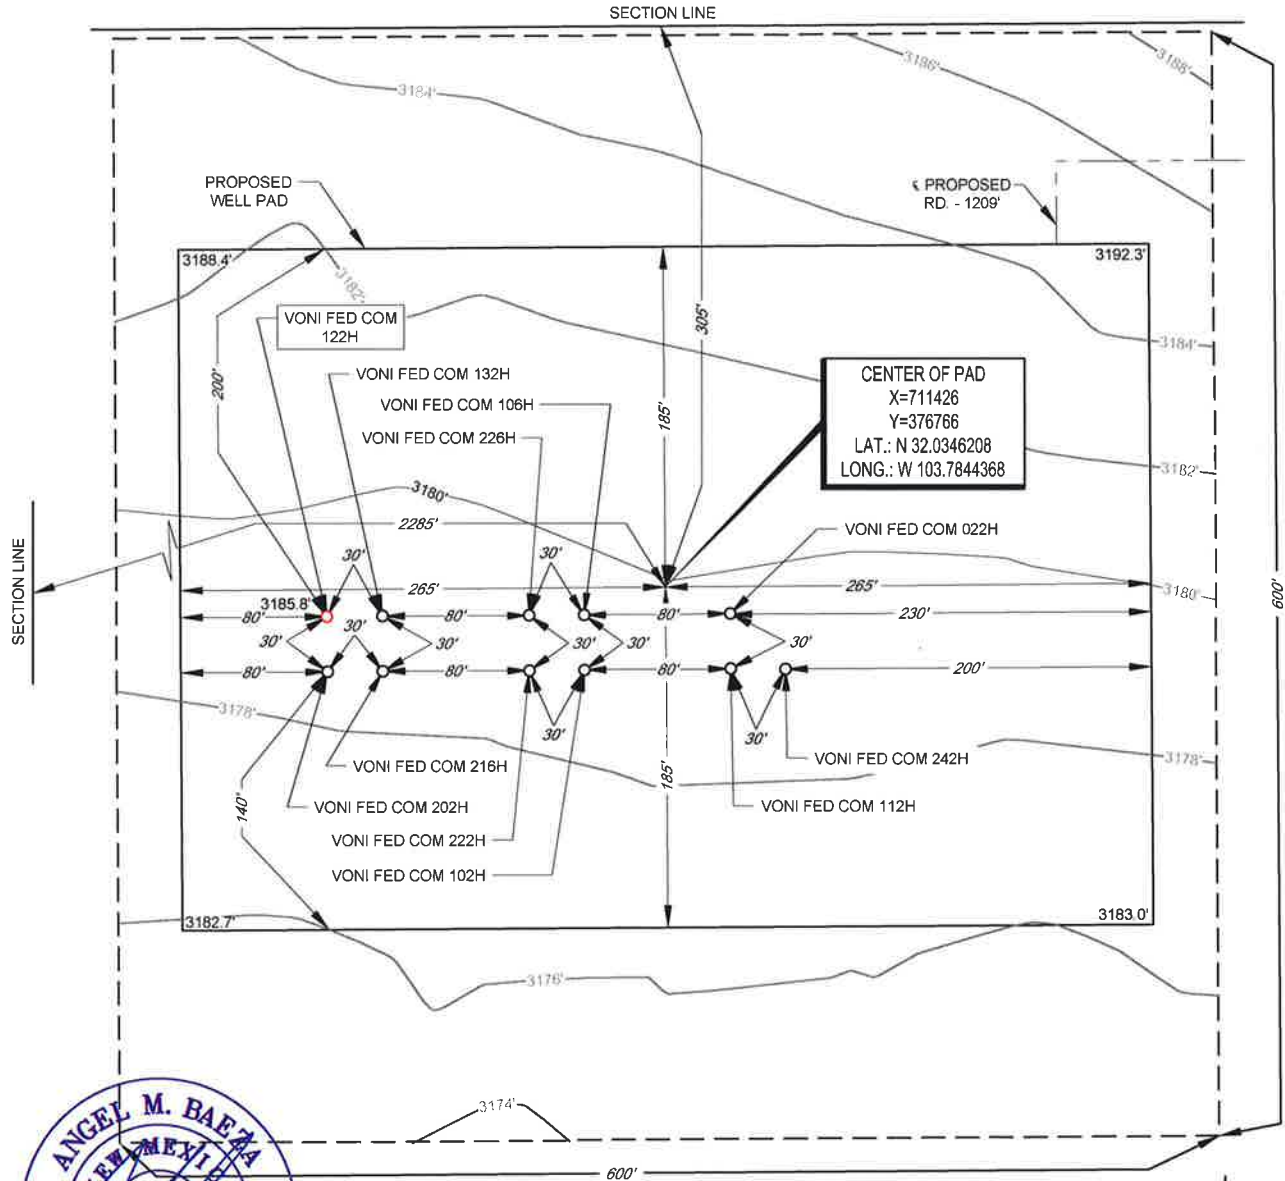 SECTION LINE
3186'
3188'
3184'
PROPOSED
WELL PAD
PROPOSED
RD. - 1209'
3188.4'
3192.3'
3182'
305'
VONI FED COM
122H
3184'
200'
VONI FED COM 132H
CENTER OF PAD
X=711426
Y=376766
LAT.: N 32.0346208
LONG.: W 103.7844368
VONI FED COM 106H
185'
VONI FED COM 226H
3182'
3180'
2285'
VONI FED COM 022H
SECTION LINE
30'
30'
265'
265'
3180'
600'
3185.8'
80'
80'
80'
230'
30'
30'
30'
30'
30'
30'
80'
80'
80'
200'
3178'
30'
30'
VONI FED COM 216H
VONI FED COM 242H
3178'
185'
140'
VONI FED COM 202H
VONI FED COM 112H
VONI FED COM 222H
VONI FED COM 102H
3182.7'
3183.0'
3176'
3174'
ANGEL M. BAEZA
NEW MEXIC
600'